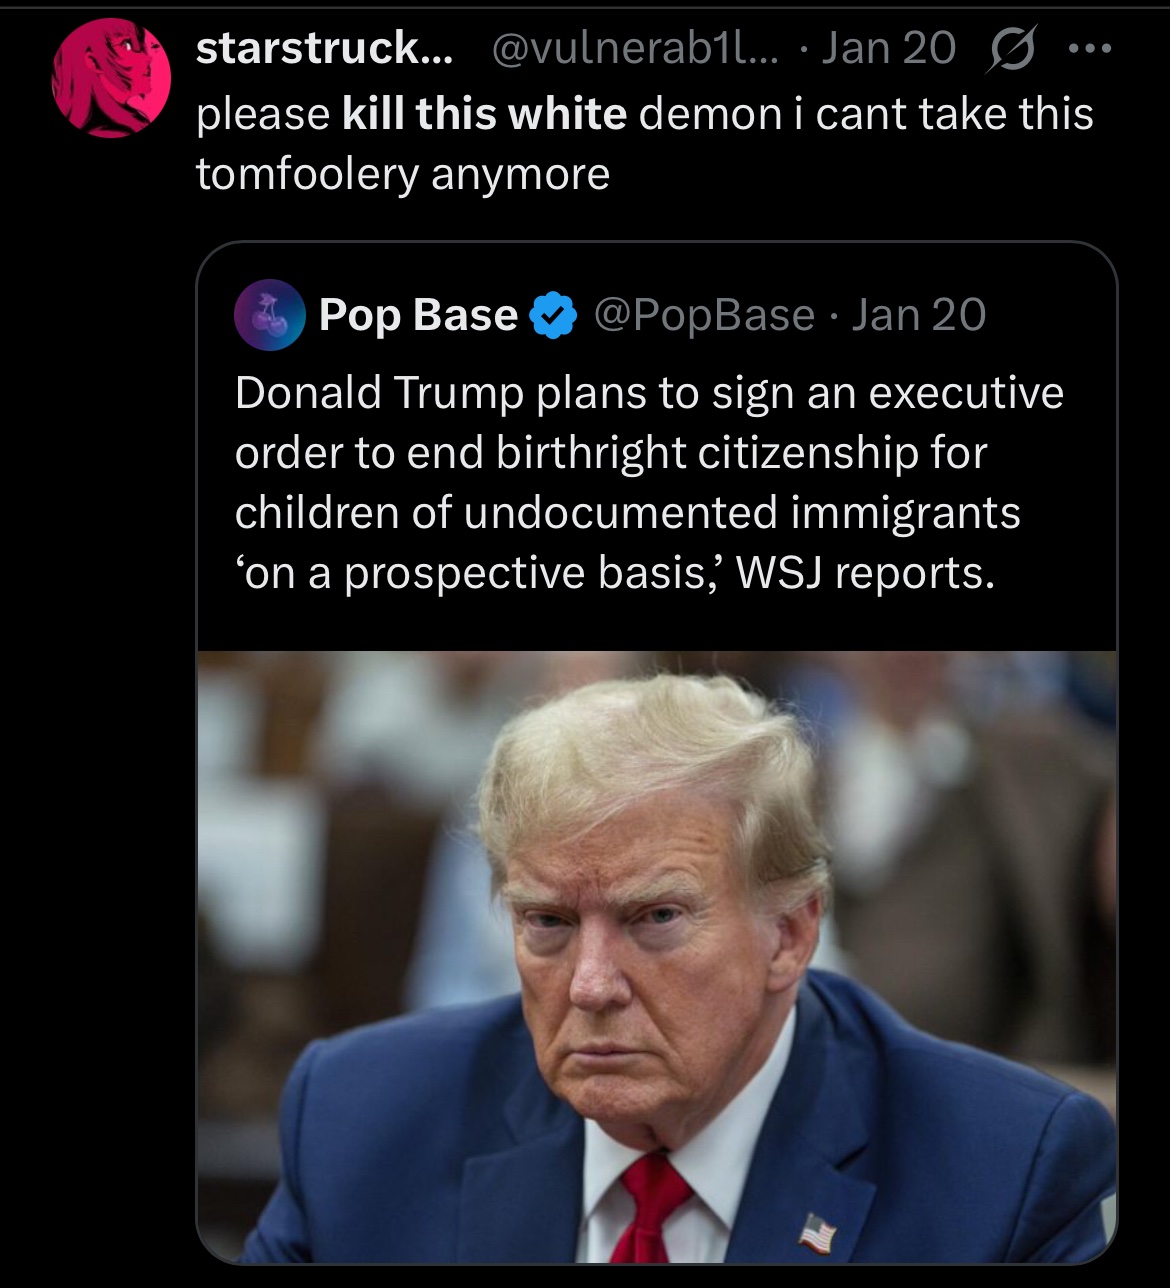 starstruck... @vulnerab1l... · Jan 20
please kill this white demon i cant take this
tomfoolery anymore
Pop Base @PopBase · Jan 20
Donald Trump plans to sign an executive
order to end birthright citizenship for
children of undocumented immigrants
‘on a prospective basis,’ WSJ reports.